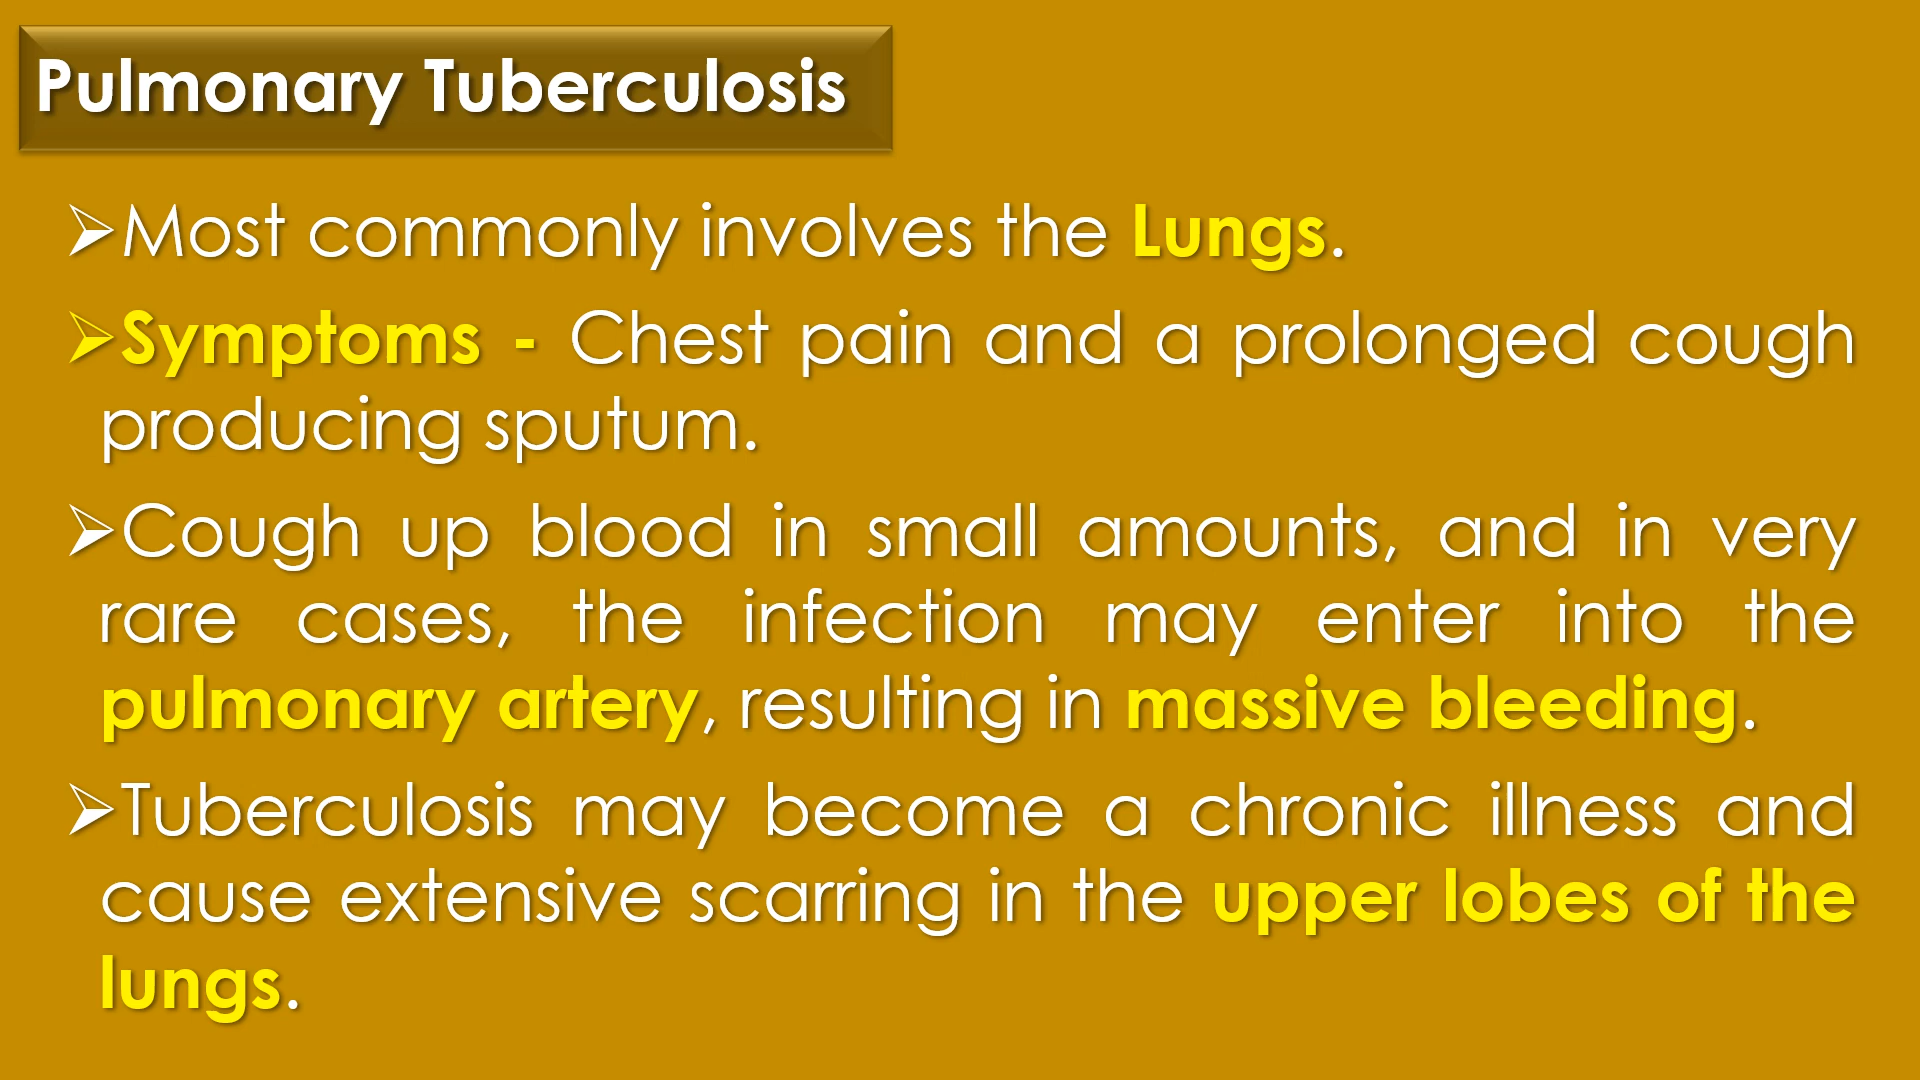 Pulmonary Tuberculosis
➢Most commonly involves the Lungs.
➢Symptoms - Chest pain and a prolonged cough
producing sputum.
➢Cough up blood in small amounts, and in very
rare cases, the infection may enter into the
pulmonary artery, resulting in massive bleeding.
➢Tuberculosis may become a chronic illness and
cause extensive scarring in the upper lobes of the
lungs.